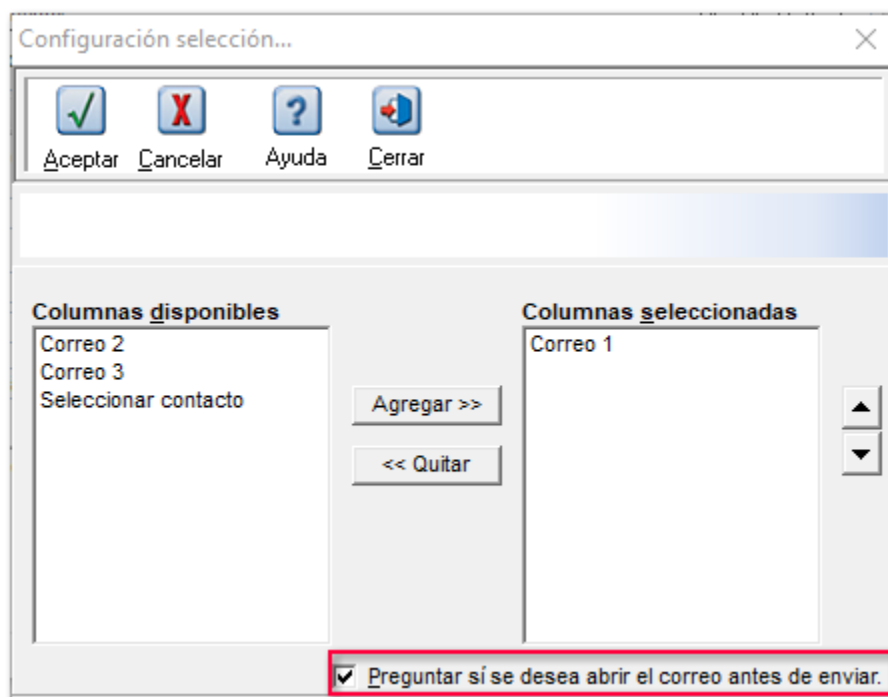 Configuración selección...
Aceptar Cancelar Ayuda Cerrar
Columnas disponibles
Columnas seleccionadas
Correo 2
Correo 3
Seleccionar contacto
Agregar >>
<< Quitar
Correo 1
Preguntar sí se desea abrir el correo antes de enviar.